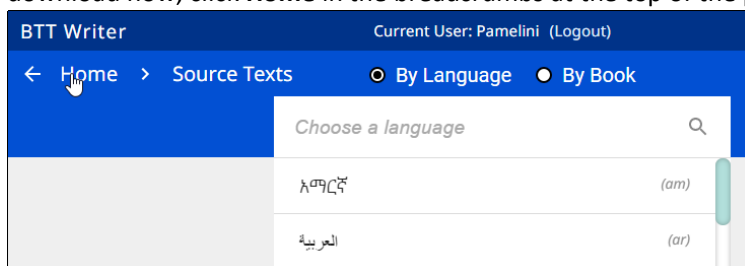 BTT Writer Current User: Pamelini (Logout)
← Home > Source Texts By Language By Book
Choose a language
አማርኛ (am)
العربية (ar)